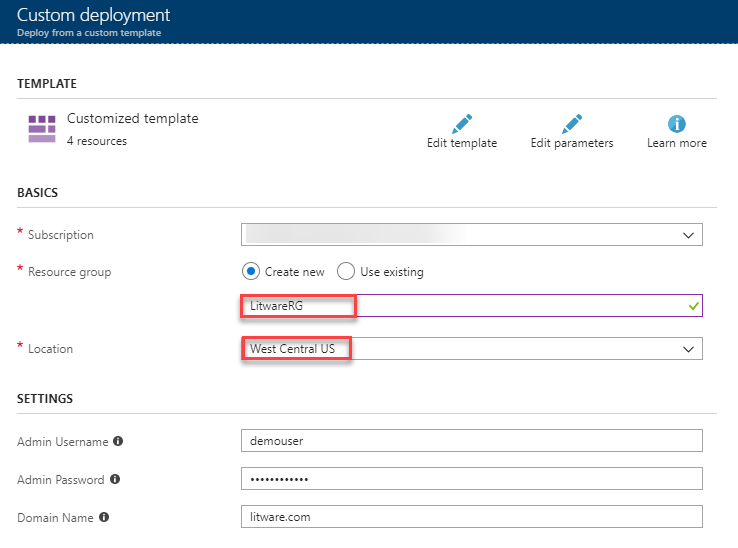 Custom deployment
Deploy from a custom template
TEMPLATE
Customized template
4 resources
Edit template
Edit parameters
Learn more
BASICS
* Subscription
* Resource group
Create new
Use existing
LitwareRG
* Location
West Central US
SETTINGS
Admin Username
demouser
Admin Password
••••••••••••
Domain Name
litware.com